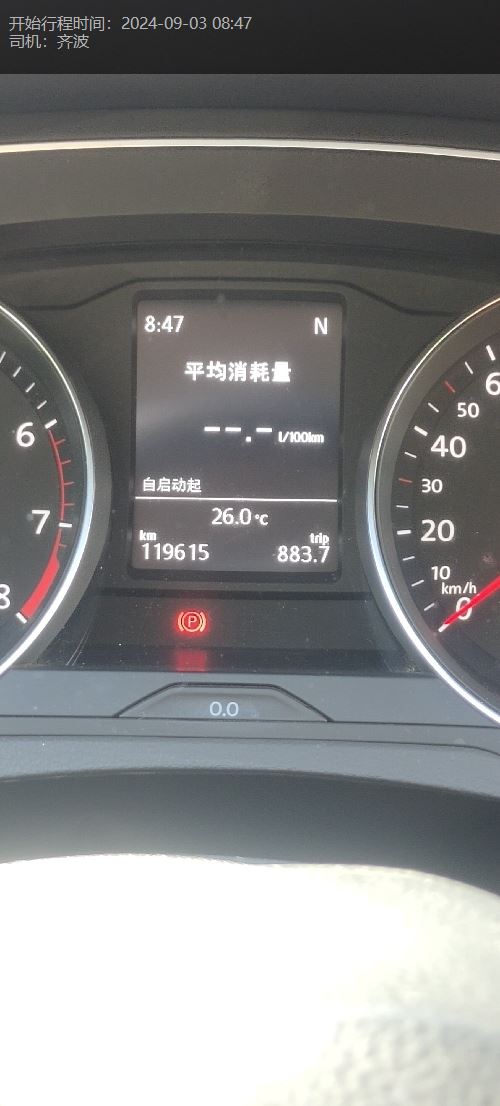 开始行程时间：2024-09-03 08:47
司机：齐波
8:47 N
平均消耗量
--.- l/100km
自启动起
26.0°C
km trip
119615 883.7
6
7
8
6
50
40
30
20
10
km/h
0
P
0.0